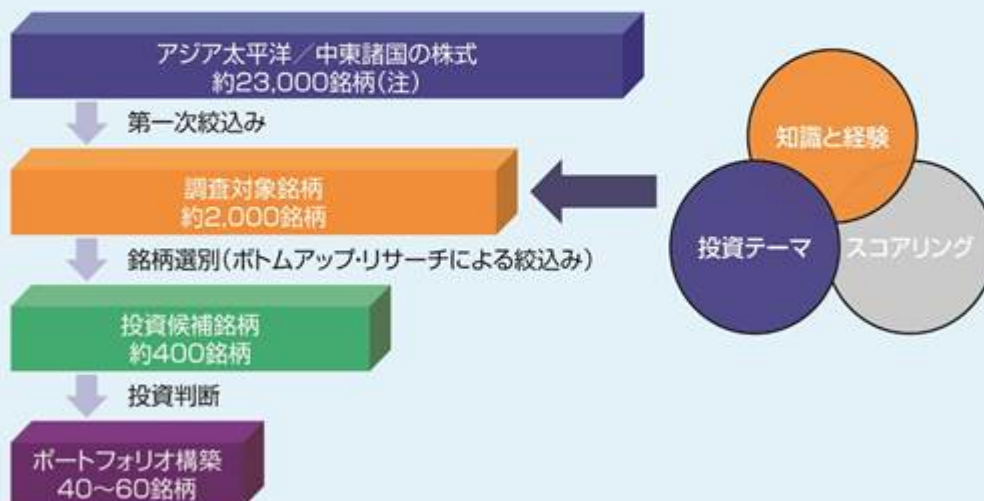 アジア太平洋／中東諸国の株式
約23,000銘柄(注)
第一次絞込み
調査対象銘柄
約2,000銘柄
銘柄選別(ボトムアップ・リサーチによる絞込み)
投資候補銘柄
約400銘柄
投資判断
ポートフォリオ構築
40～60銘柄
知識と経験
投資テーマ
スコアリング